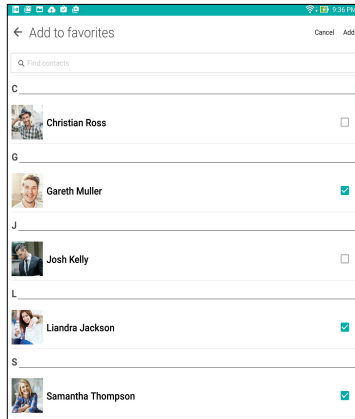 9:36 PM
Add to favorites
Cancel Add
Find contacts
C
Christian Ross
G
Gareth Muller
J
Josh Kelly
L
Liandra Jackson
S
Samantha Thompson